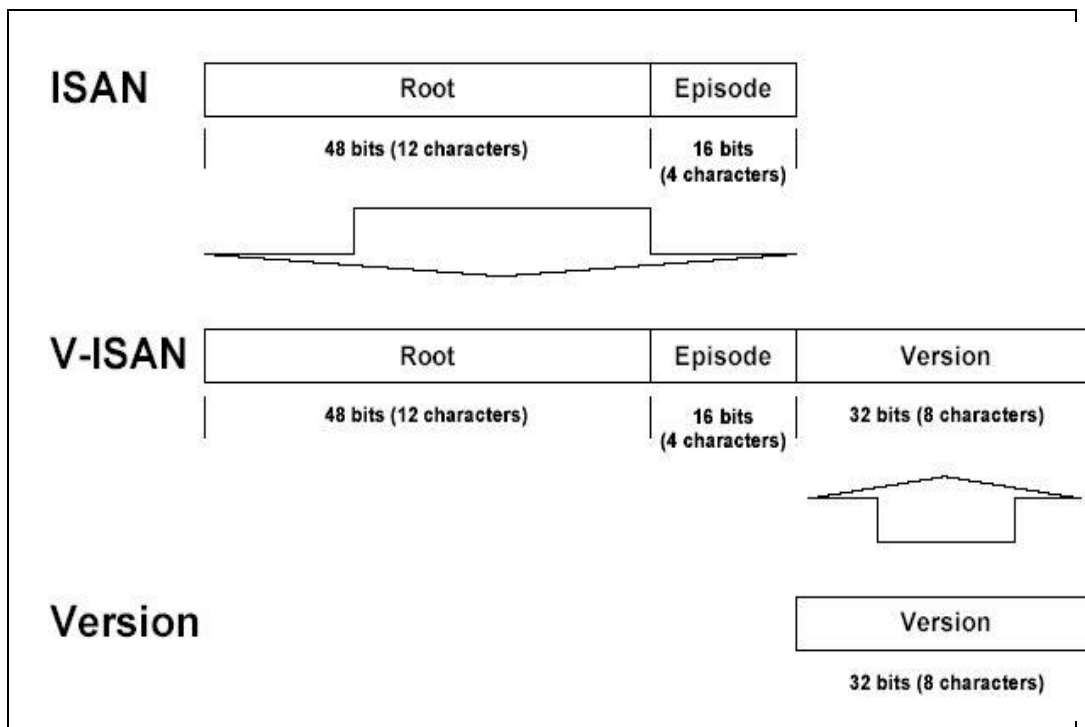 ISAN Root Episode
48 bits (12 characters) 16 bits
(4 characters)
V-ISAN Root Episode Version
48 bits (12 characters) 16 bits 32 bits (8 characters)
(4 characters)
Version Version
32 bits (8 characters)